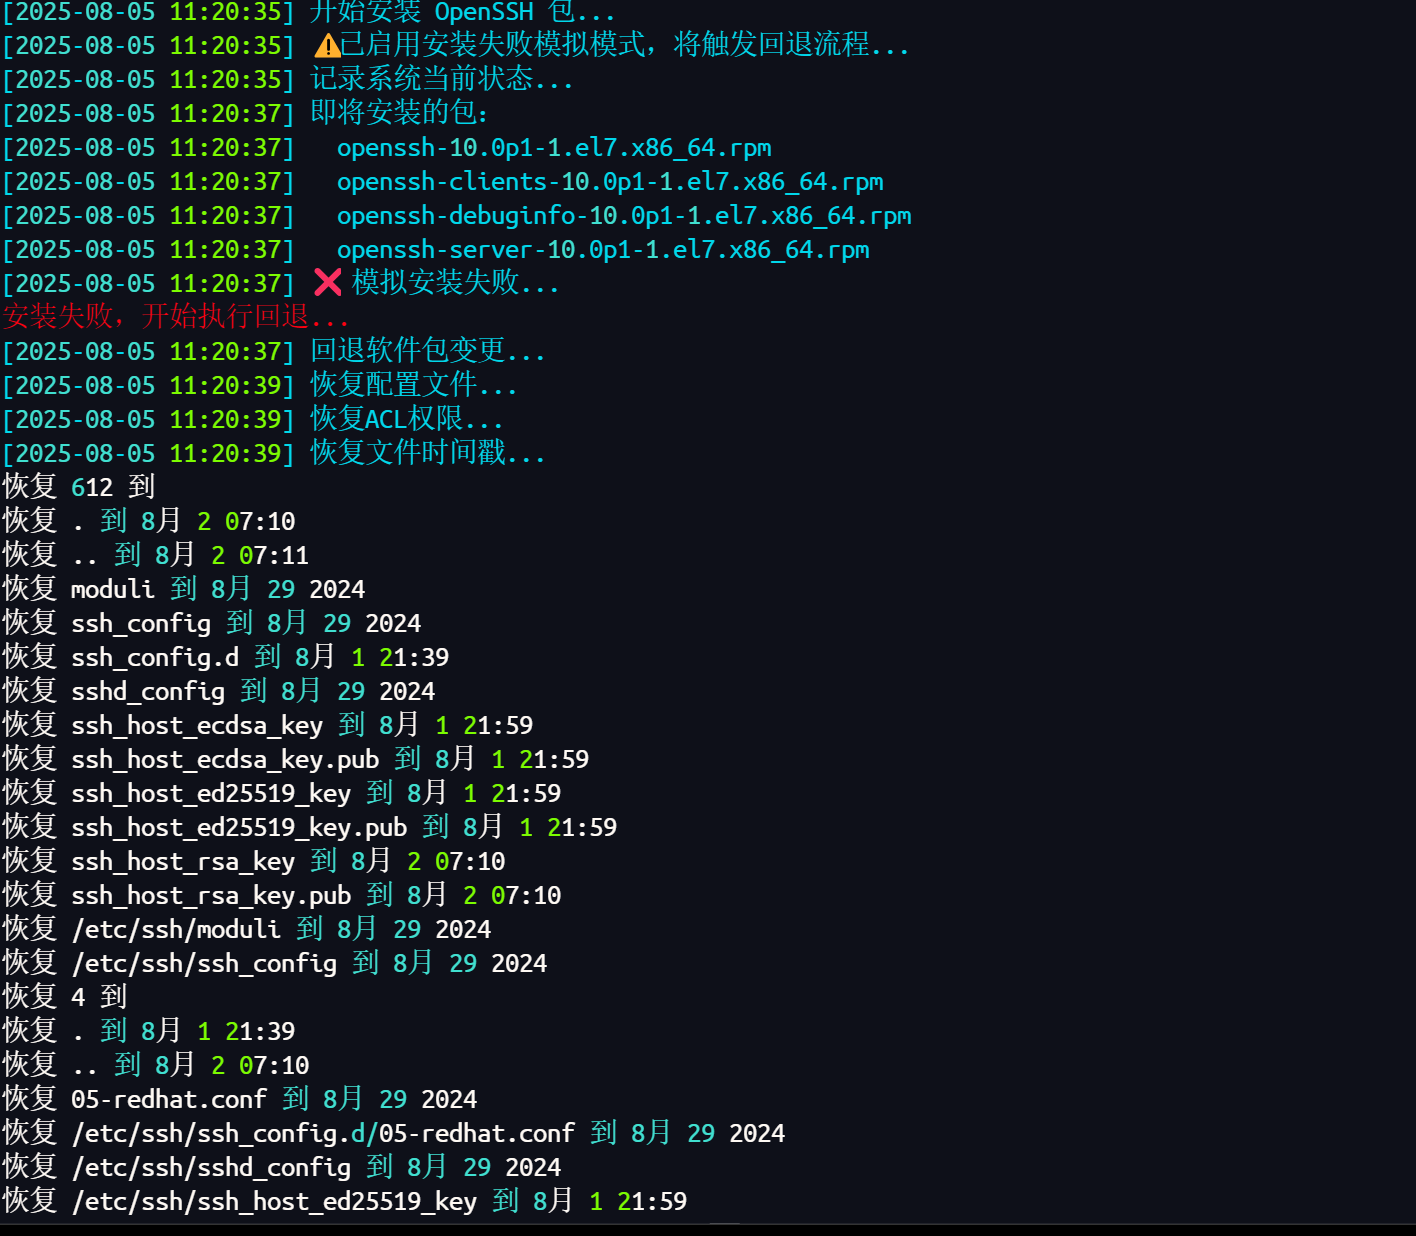 [2025-08-05 11:20:35] 开始安装 OpenSSH 包...
[2025-08-05 11:20:35] ⚠️已启用安装失败模拟模式，将触发回退流程...
[2025-08-05 11:20:35] 记录系统当前状态...
[2025-08-05 11:20:37] 即将安装的包：
[2025-08-05 11:20:37]   openssh-10.0p1-1.el7.x86_64.rpm
[2025-08-05 11:20:37]   openssh-clients-10.0p1-1.el7.x86_64.rpm
[2025-08-05 11:20:37]   openssh-debuginfo-10.0p1-1.el7.x86_64.rpm
[2025-08-05 11:20:37]   openssh-server-10.0p1-1.el7.x86_64.rpm
[2025-08-05 11:20:37] ❌ 模拟安装失败...
安装失败，开始执行回退...
[2025-08-05 11:20:37] 回退软件包变更...
[2025-08-05 11:20:39] 恢复配置文件...
[2025-08-05 11:20:39] 恢复ACL权限...
[2025-08-05 11:20:39] 恢复文件时间戳...
恢复 612 到
恢复 . 到 8月 2 07:10
恢复 .. 到 8月 2 07:11
恢复 moduli 到 8月 29 2024
恢复 ssh_config 到 8月 29 2024
恢复 ssh_config.d 到 8月 1 21:39
恢复 sshd_config 到 8月 29 2024
恢复 ssh_host_ecdsa_key 到 8月 1 21:59
恢复 ssh_host_ecdsa_key.pub 到 8月 1 21:59
恢复 ssh_host_ed25519_key 到 8月 1 21:59
恢复 ssh_host_ed25519_key.pub 到 8月 1 21:59
恢复 ssh_host_rsa_key 到 8月 2 07:10
恢复 ssh_host_rsa_key.pub 到 8月 2 07:10
恢复 /etc/ssh/moduli 到 8月 29 2024
恢复 /etc/ssh/ssh_config 到 8月 29 2024
恢复 4 到
恢复 . 到 8月 1 21:39
恢复 .. 到 8月 2 07:10
恢复 05-redhat.conf 到 8月 29 2024
恢复 /etc/ssh/ssh_config.d/05-redhat.conf 到 8月 29 2024
恢复 /etc/ssh/sshd_config 到 8月 29 2024
恢复 /etc/ssh/ssh_host_ed25519_key 到 8月 1 21:59